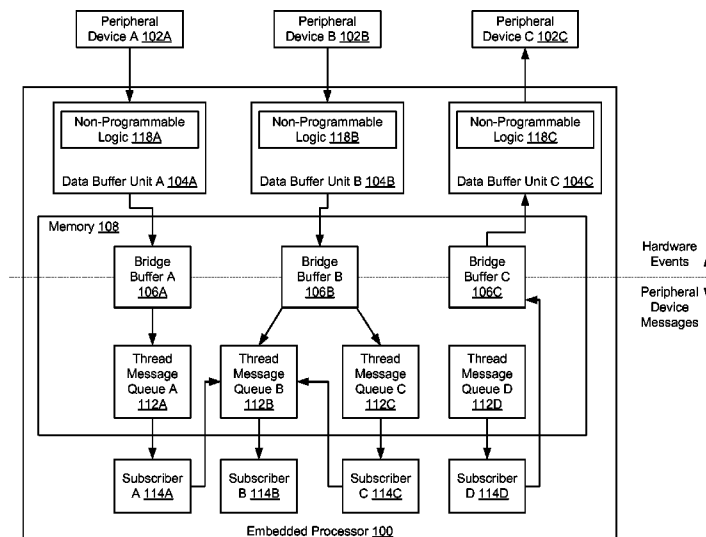 Peripheral
Device A 102A
Peripheral
Device B 102B
Peripheral
Device C 102C
Non-Programmable
Logic 118A
Non-Programmable
Logic 118B
Non-Programmable
Logic 118C
Data Buffer Unit A 104A
Data Buffer Unit B 104B
Data Buffer Unit C 104C
Memory 108
Bridge
Buffer A
106A
Bridge
Buffer B
106B
Bridge
Buffer C
106C
Hardware
Events
Peripheral
Device
Messages
Thread
Message
Queue A
112A
Thread
Message
Queue B
112B
Thread
Message
Queue C
112C
Thread
Message
Queue D
112D
Subscriber
A 114A
Subscriber
B 114B
Subscriber
C 114C
Subscriber
D 114D
Embedded Processor 100